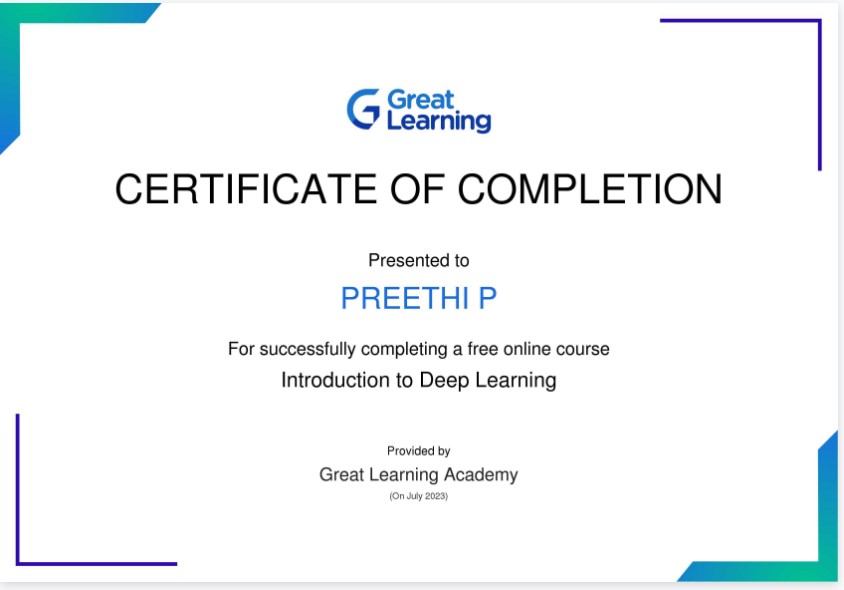 Great
Learning
CERTIFICATE OF COMPLETION
Presented to
PREETHI P
For successfully completing a free online course
Introduction to Deep Learning
Provided by
Great Learning Academy
(On July 2023)